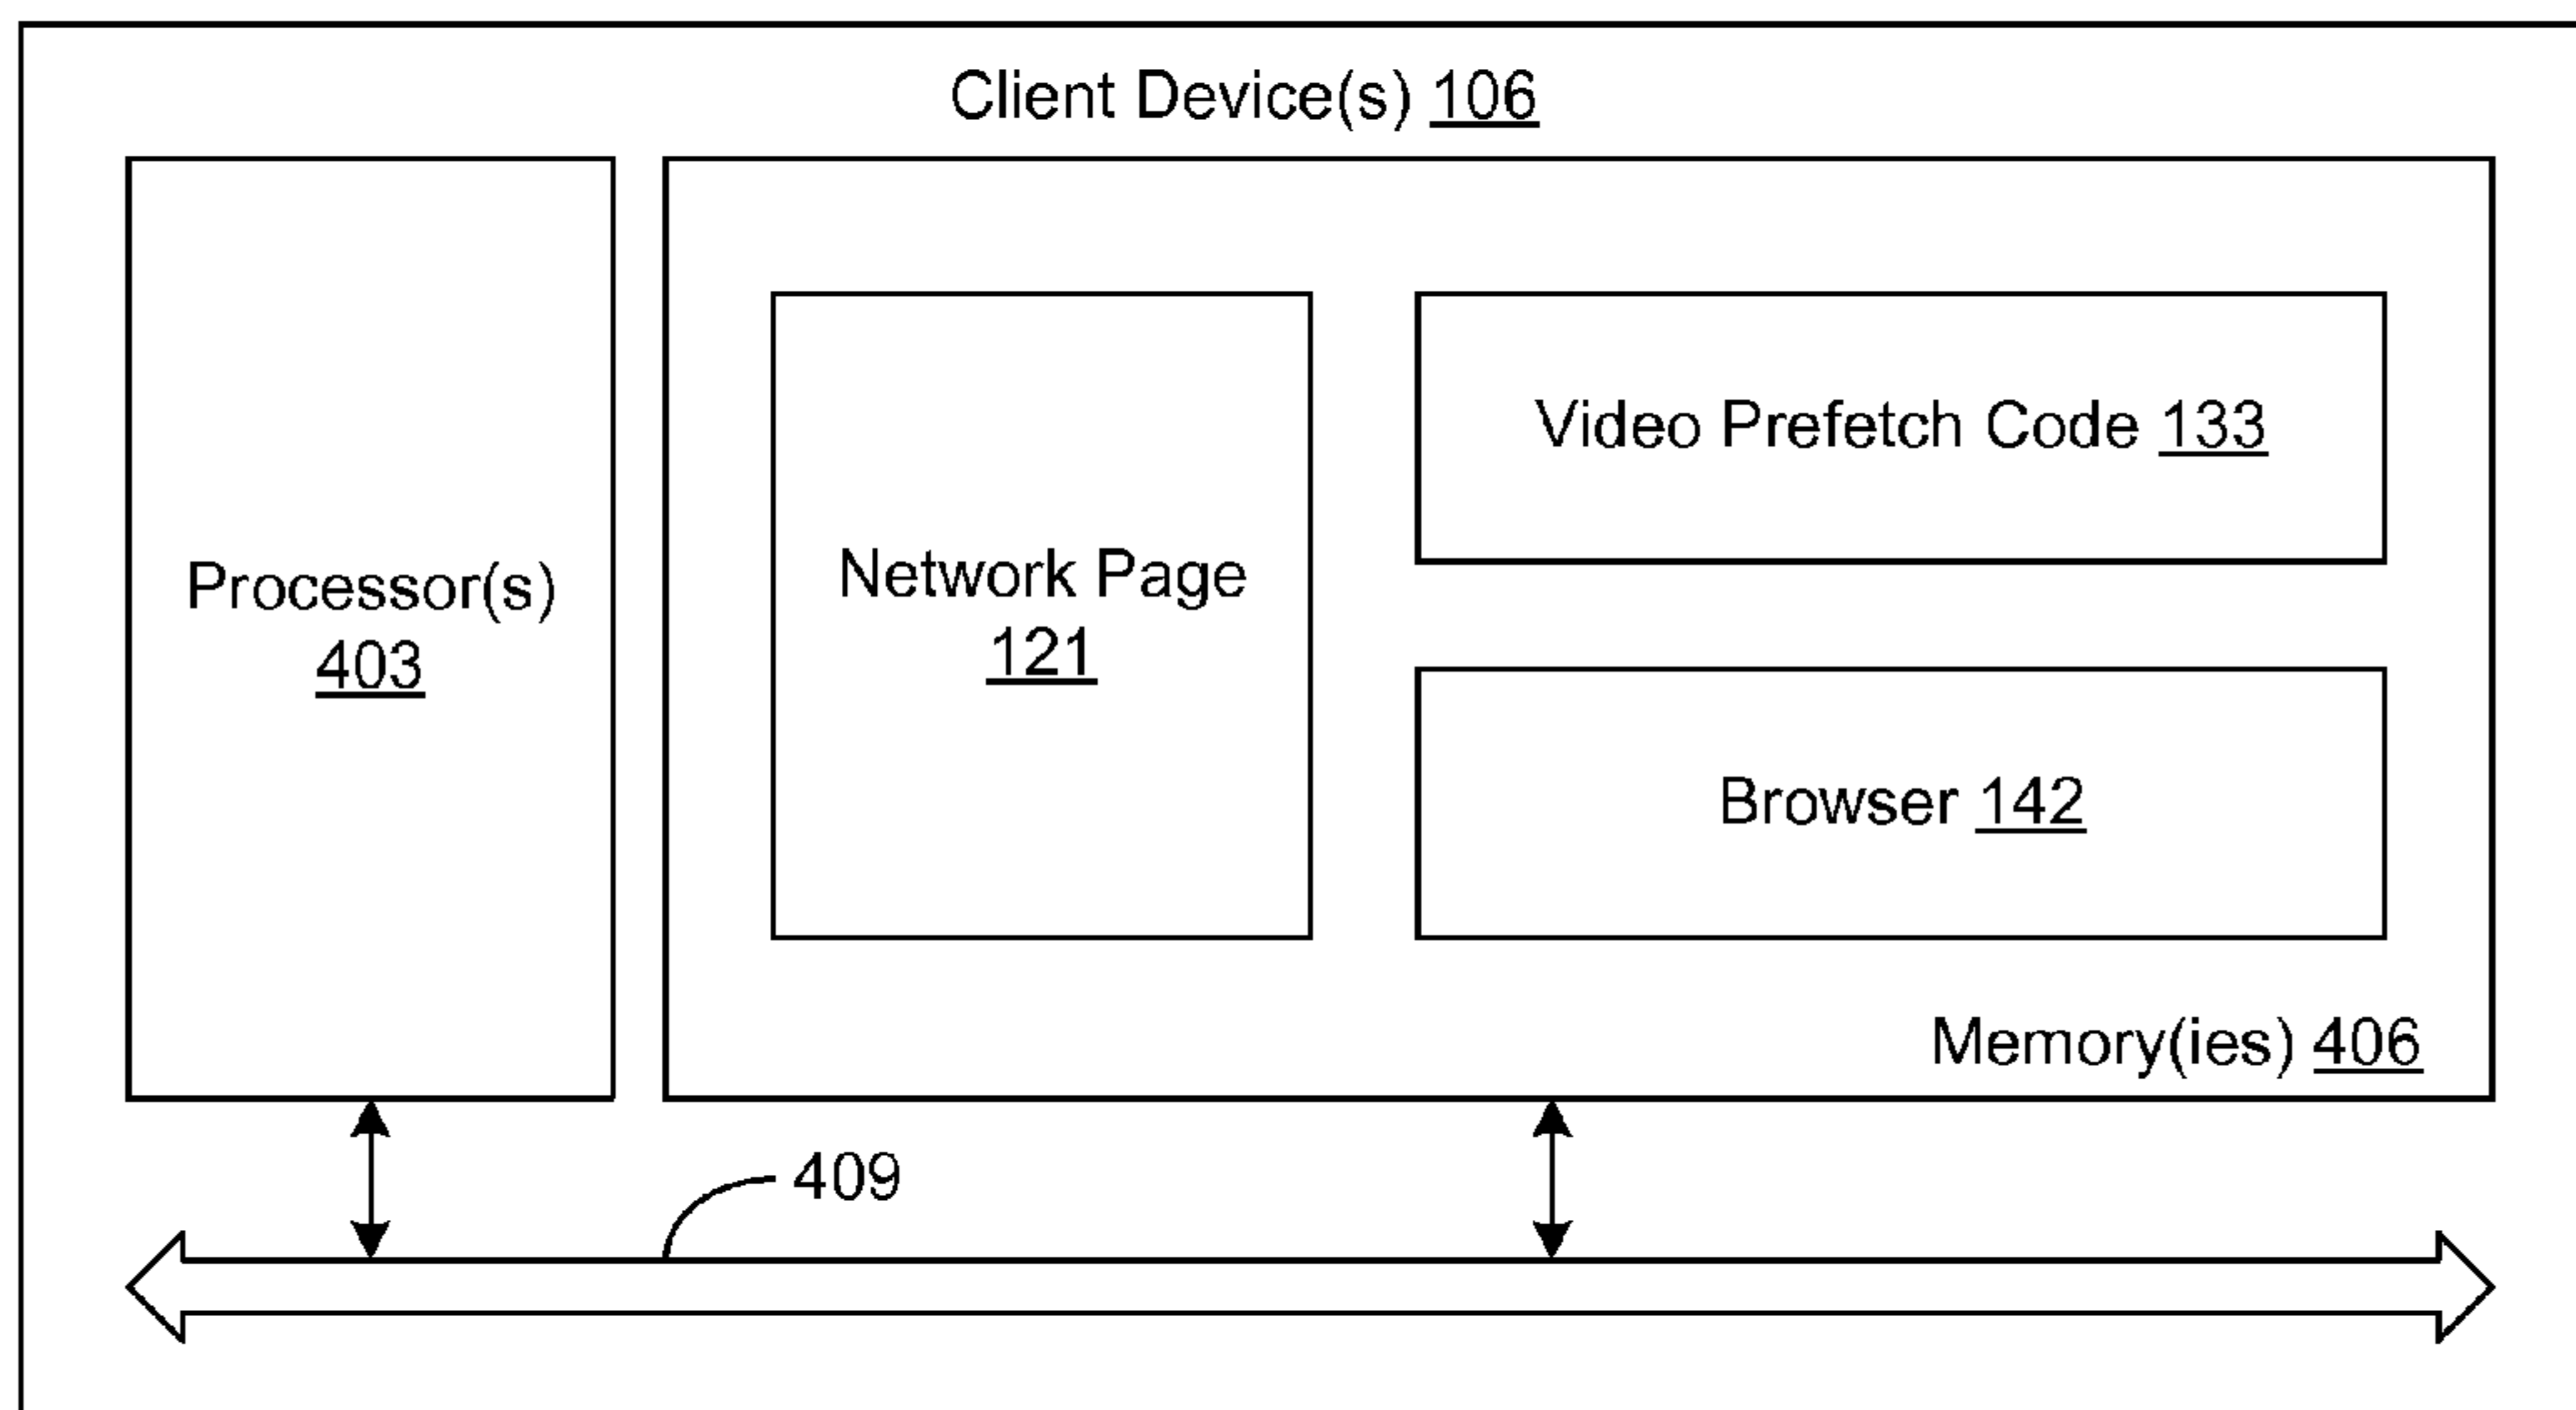 Client Device(s) 106
Processor(s)
403
Network Page
121
Video Prefetch Code 133
Browser 142
Memory(ies) 406
409